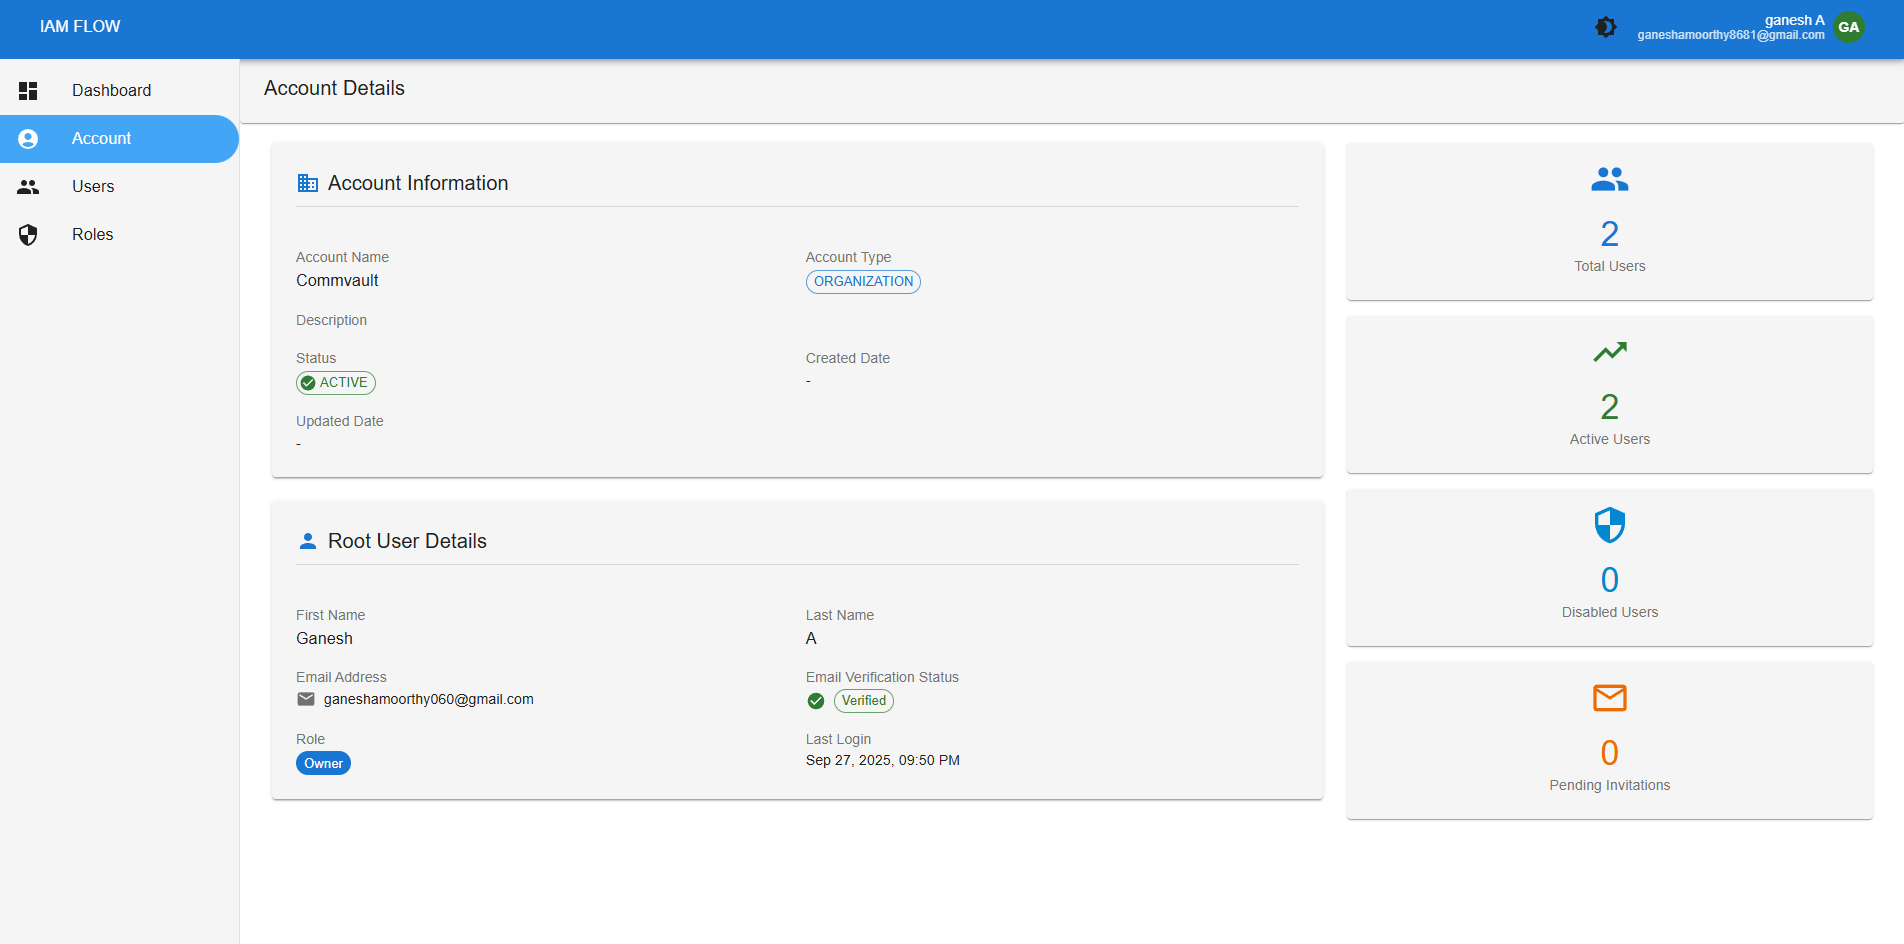 IAM FLOW
ganesh A
ganeshamoorthy8681@gmail.com
GA
Dashboard
Account
Users
Roles
Account Details
Account Information
Account Name
Commvault
Account Type
ORGANIZATION
Description
Status
ACTIVE
Created Date
-
Updated Date
-
Root User Details
First Name
Ganesh
Last Name
A
Email Address
ganeshamoorthy060@gmail.com
Email Verification Status
Verified
Role
Owner
Last Login
Sep 27, 2025, 09:50 PM
2
Total Users
2
Active Users
0
Disabled Users
0
Pending Invitations